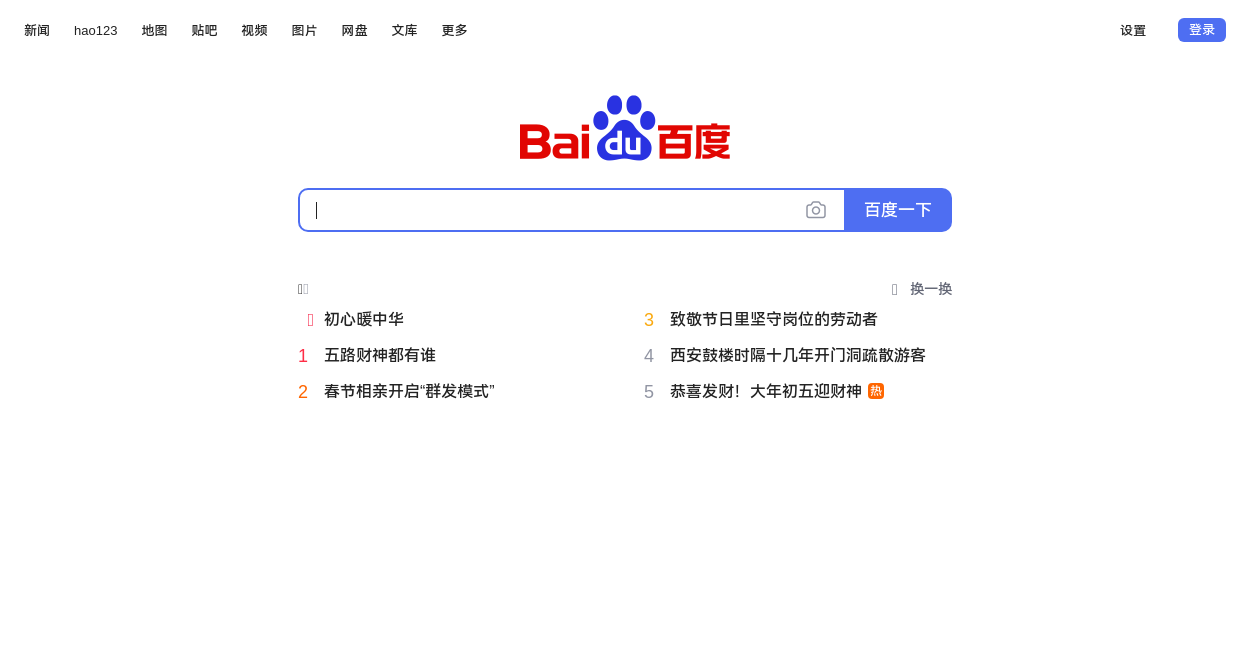 新闻 hao123 地图 贴吧 视频 图片 网盘 文库 更多 设置 登录
Bai du 百度
百度一下
换一换
初心暖中华
1 五路财神都有谁
2 春节相亲开启“群发模式”
3 致敬节日里坚守岗位的劳动者
4 西安鼓楼时隔十几年开门洞疏散游客
5 恭喜发财！大年初五迎财神 热